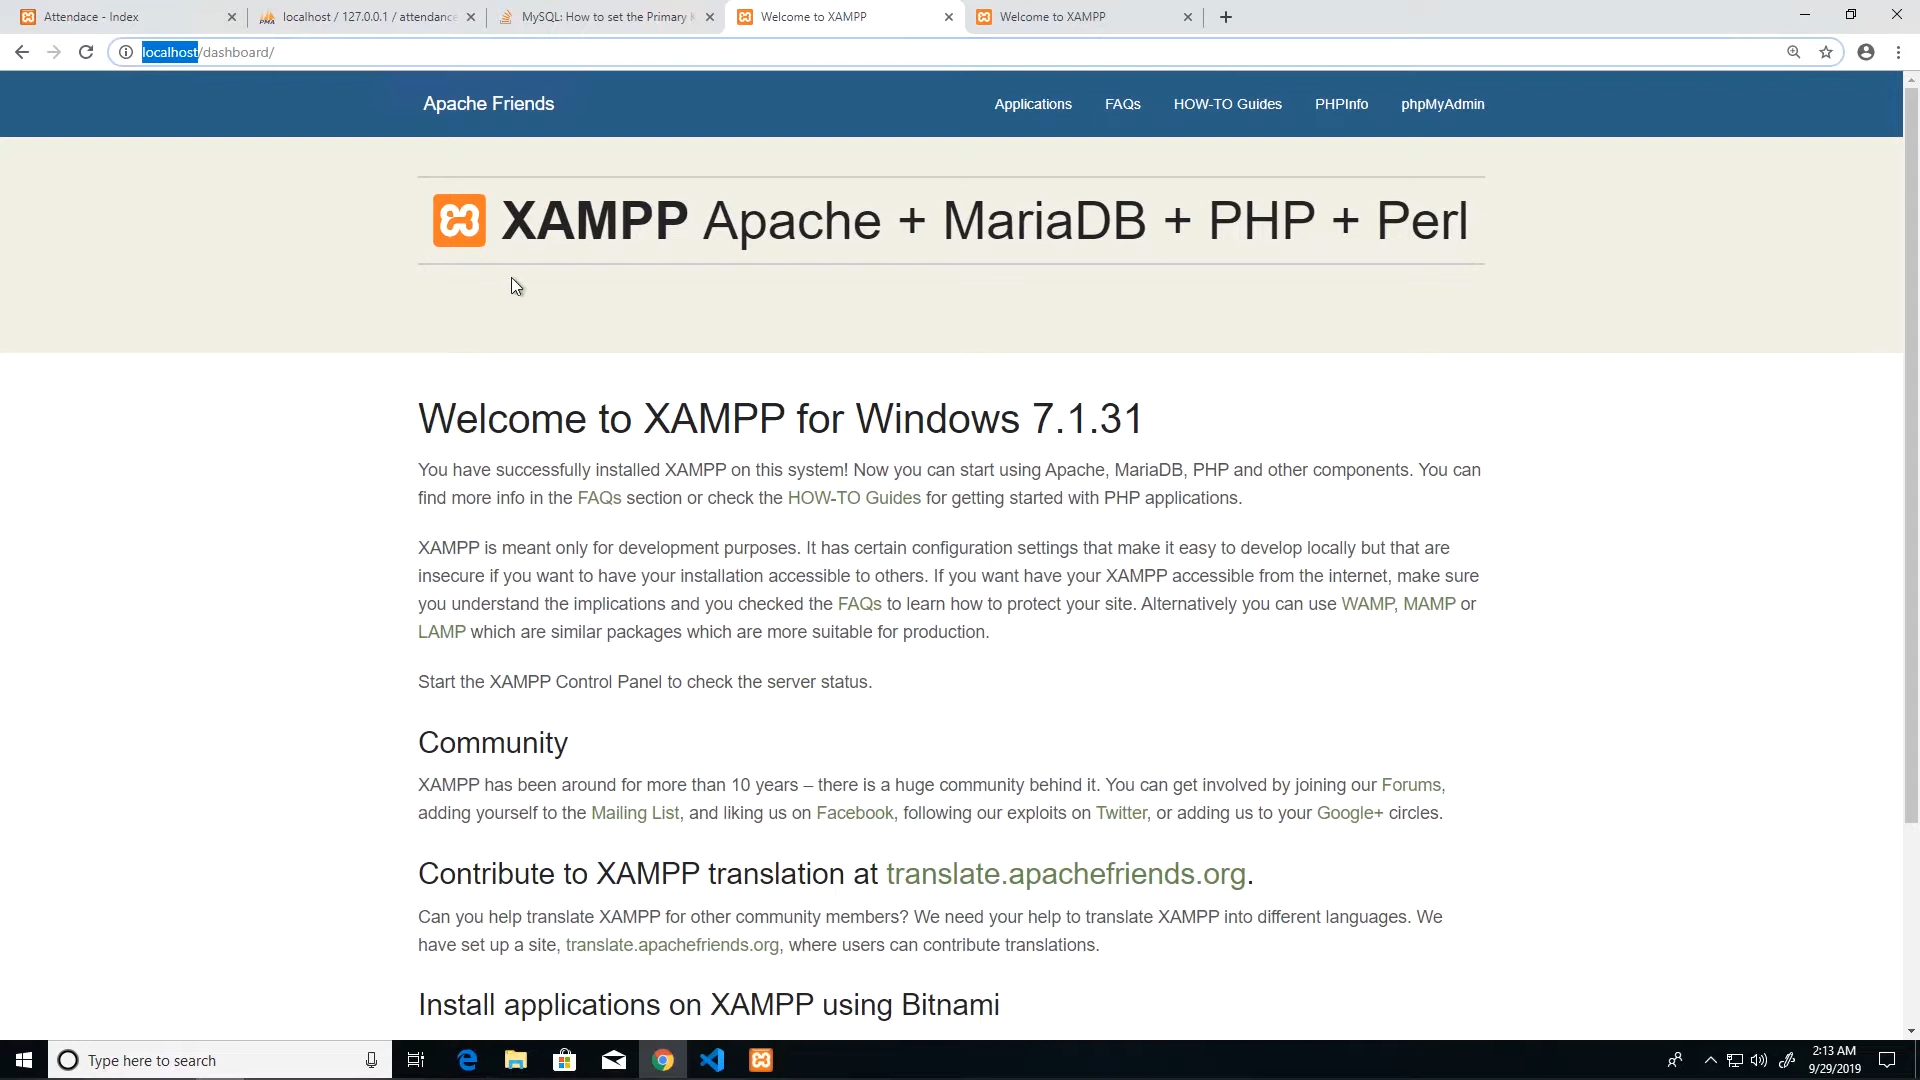 Attendace - Index
localhost / 127.0.0.1 / attendance
MySQL: How to set the Primary
Welcome to XAMPP
Welcome to XAMPP
localhost/dashboard/
Apache Friends
Applications
FAQs
HOW-TO Guides
PHPInfo
phpMyAdmin
XAMPP Apache + MariaDB + PHP + Perl
Welcome to XAMPP for Windows 7.1.31
You have successfully installed XAMPP on this system! Now you can start using Apache, MariaDB, PHP and other components. You can
find more info in the FAQs section or check the HOW-TO Guides for getting started with PHP applications.
XAMPP is meant only for development purposes. It has certain configuration settings that make it easy to develop locally but that are
insecure if you want to have your installation accessible to others. If you want have your XAMPP accessible from the internet, make sure
you understand the implications and you checked the FAQs to learn how to protect your site. Alternatively you can use WAMP, MAMP or
LAMP which are similar packages which are more suitable for production.
Start the XAMPP Control Panel to check the server status.
Community
XAMPP has been around for more than 10 years – there is a huge community behind it. You can get involved by joining our Forums,
adding yourself to the Mailing List, and liking us on Facebook, following our exploits on Twitter, or adding us to your Google+ circles.
Contribute to XAMPP translation at translate.apachefriends.org.
Can you help translate XAMPP for other community members? We need your help to translate XAMPP into different languages. We
have set up a site, translate.apachefriends.org, where users can contribute translations.
Install applications on XAMPP using Bitnami
Type here to search
2:13 AM
9/29/2019